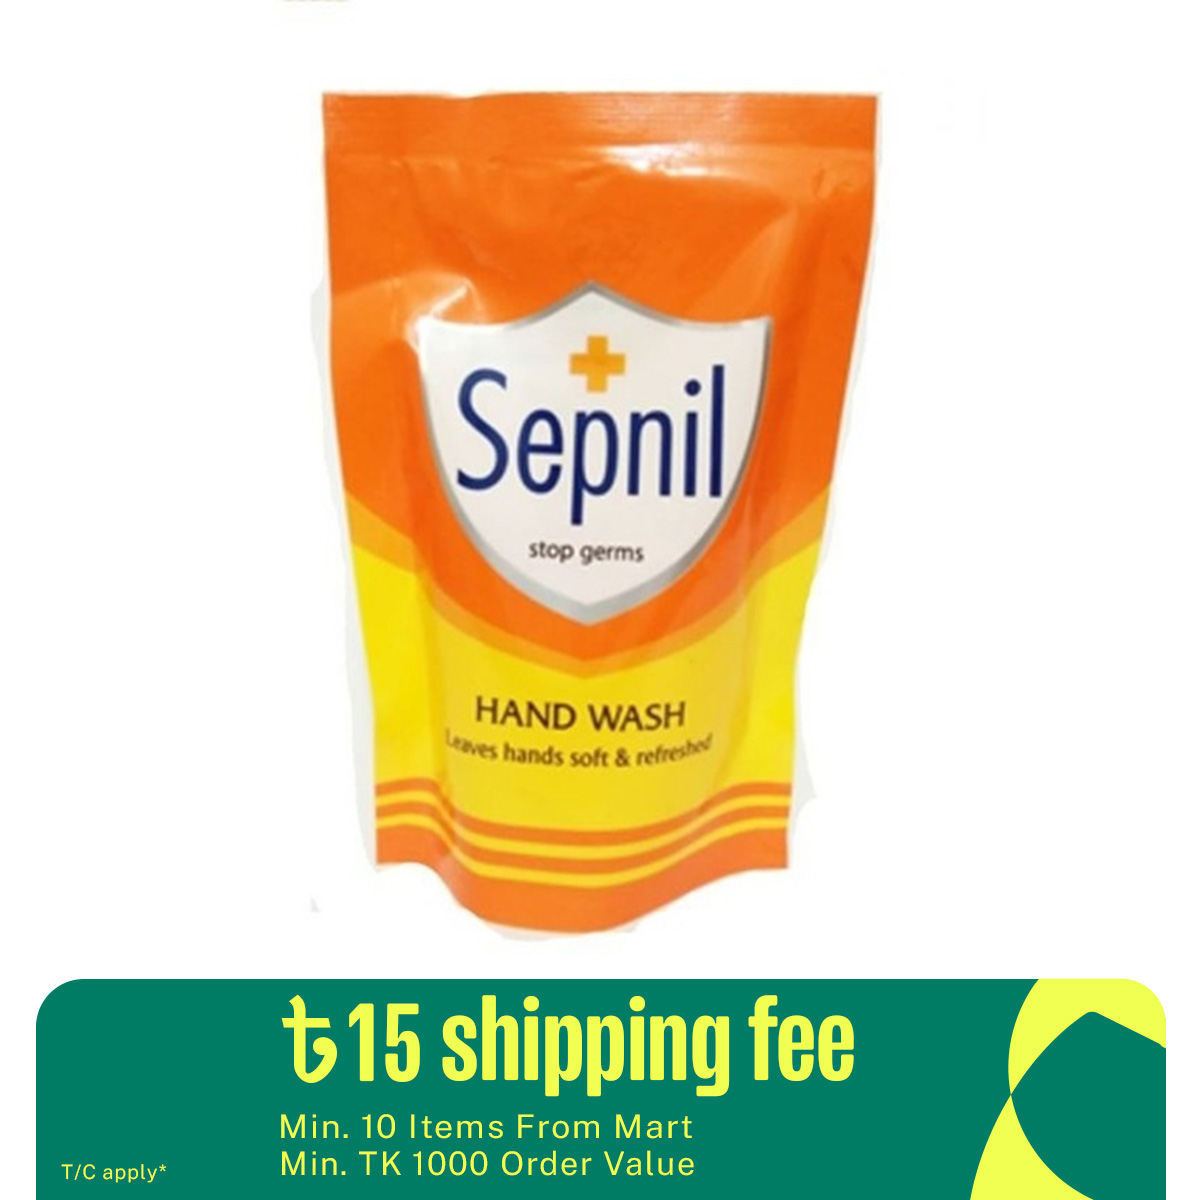 Sepnil
stop germs
HAND WASH
Leaves hands soft & refreshed
৳15 shipping fee
Min. 10 Items From Mart
Min. TK 1000 Order Value
T/C apply*